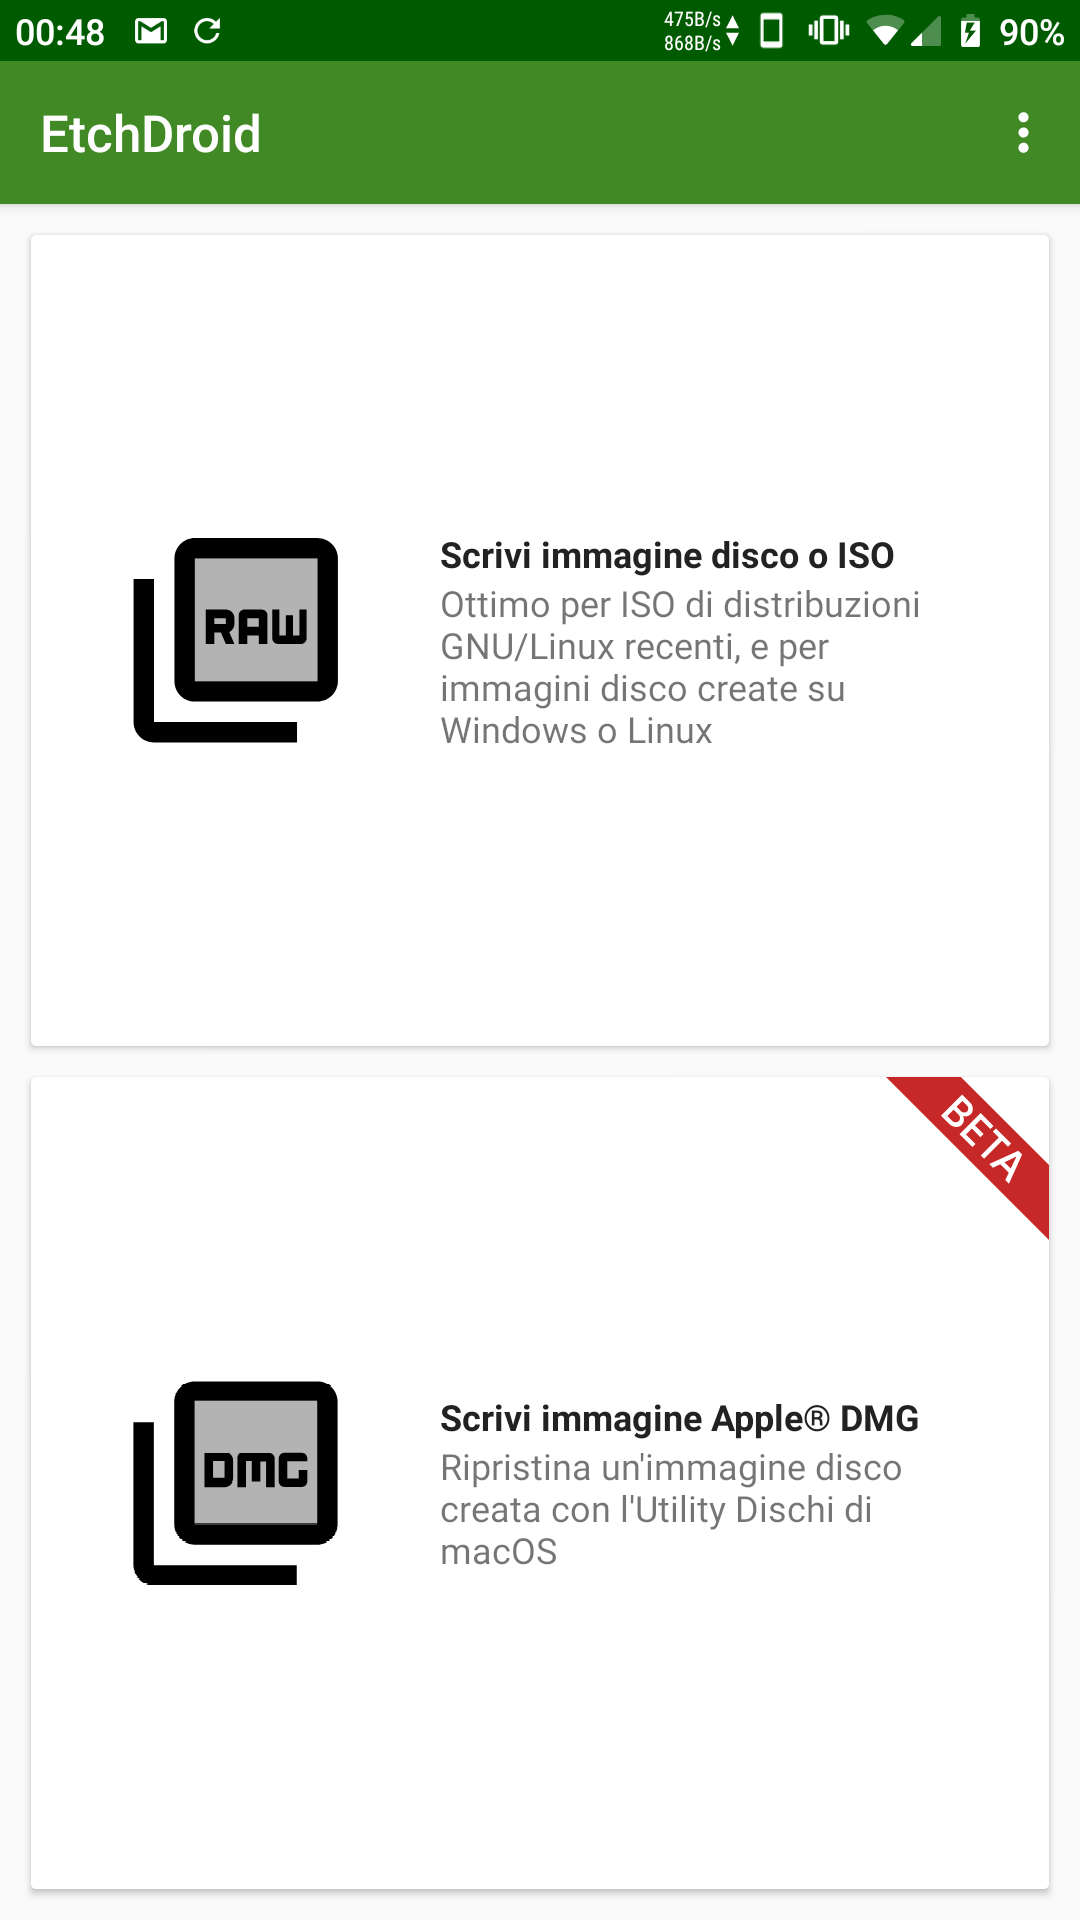 00:48
475B/s
868B/s
90%
EtchDroid
RAW
Scrivi immagine disco o ISO
Ottimo per ISO di distribuzioni
GNU/Linux recenti, e per
immagini disco create su
Windows o Linux
BETA
DMG
Scrivi immagine Apple® DMG
Ripristina un'immagine disco
creata con l'Utility Dischi di
macOS